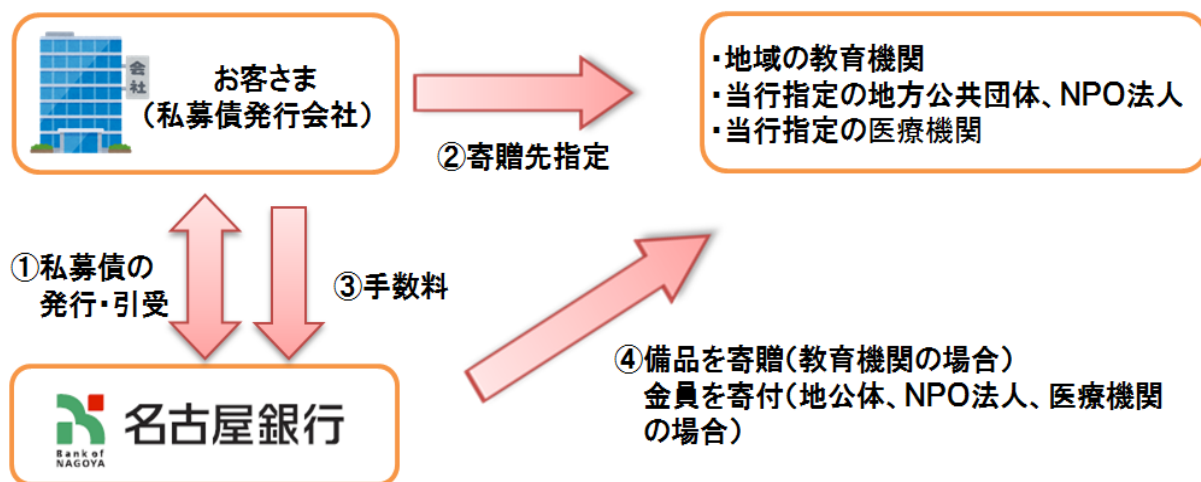 会
社
お客さま
（私募債発行会社）
②寄贈先指定
・地域の教育機関
・当行指定の地方公共団体、NPO法人
・当行指定の医療機関
①私募債の
発行・引受
③手数料
④備品を寄贈（教育機関の場合）
金員を寄付（地公体、NPO法人、医療機関
の場合）
Bank of
NAGOYA
名古屋銀行